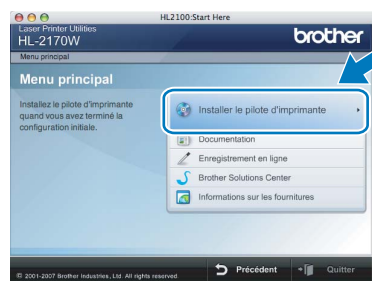 HL2100:Start Here
Laser Printer Utilities
HL-2170W
brother
Menu principal
Menu principal
Installez le pilote d'imprimante
quand vous avez terminé la
configuration initiale.
Installer le pilote d'imprimante
Documentation
Enregistrement en ligne
Brother Solutions Center
Informations sur les fournitures
© 2001-2007 Brother Industries, Ltd. All rights reserved.
Précédent
Quitter